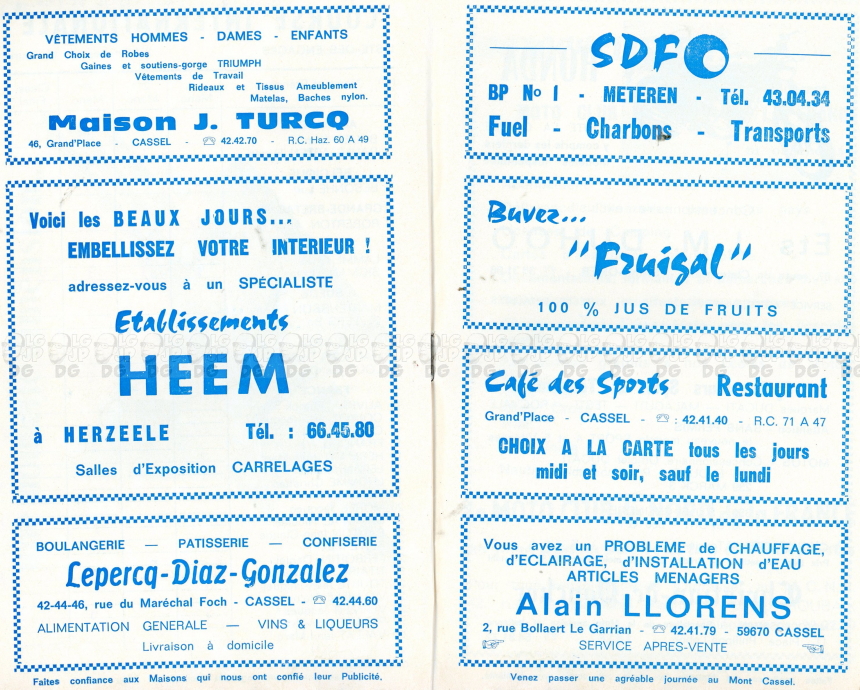 VÊTEMENTS HOMMES - DAMES - ENFANTS
Grand Choix de Robes
Gaines et soutiens-gorge TRIUMPH
Vêtements de Travail
Rideaux et Tissus Ameublement
Matelas, Baches nylon.
Maison J. TURCQ
46, Grand'Place - CASSEL - ☏ 42.42.70 - R.C. Haz. 60 A 49
Voici les BEAUX JOURS...
EMBELLISSEZ VOTRE INTERIEUR !
adressez-vous à un SPÉCIALISTE
Etablissements
HEEM
à HERZEELE Tél. : 66.45.80
Salles d'Exposition CARRELAGES
BOULANGERIE — PATISSERIE — CONFISERIE
Lepercq-Diaz-Gonzalez
42-44-46, rue du Maréchal Foch - CASSEL - ☏ 42.44.60
ALIMENTATION GENERALE — VINS & LIQUEURS
Livraison à domicile
Faites confiance aux Maisons qui nous ont confié leur Publicité.
SDF
BP No 1 - METEREN - Tél. 43.04.34
Fuel - Charbons - Transports
Buvez...
"Fruigal"
100 % JUS DE FRUITS
Café des Sports Restaurant
Grand'Place - CASSEL - ☏ : 42.41.40 - R.C. 71 A 47
CHOIX A LA CARTE tous les jours
midi et soir, sauf le lundi
Vous avez un PROBLEME de CHAUFFAGE,
d'ECLAIRAGE, d'INSTALLATION d'EAU
ARTICLES MENAGERS
Alain LLORENS
2, rue Bollaert Le Garrian - ☏ 42.41.79 - 59670 CASSEL
SERVICE APRES-VENTE
Venez passer une agréable journée au Mont Cassel.